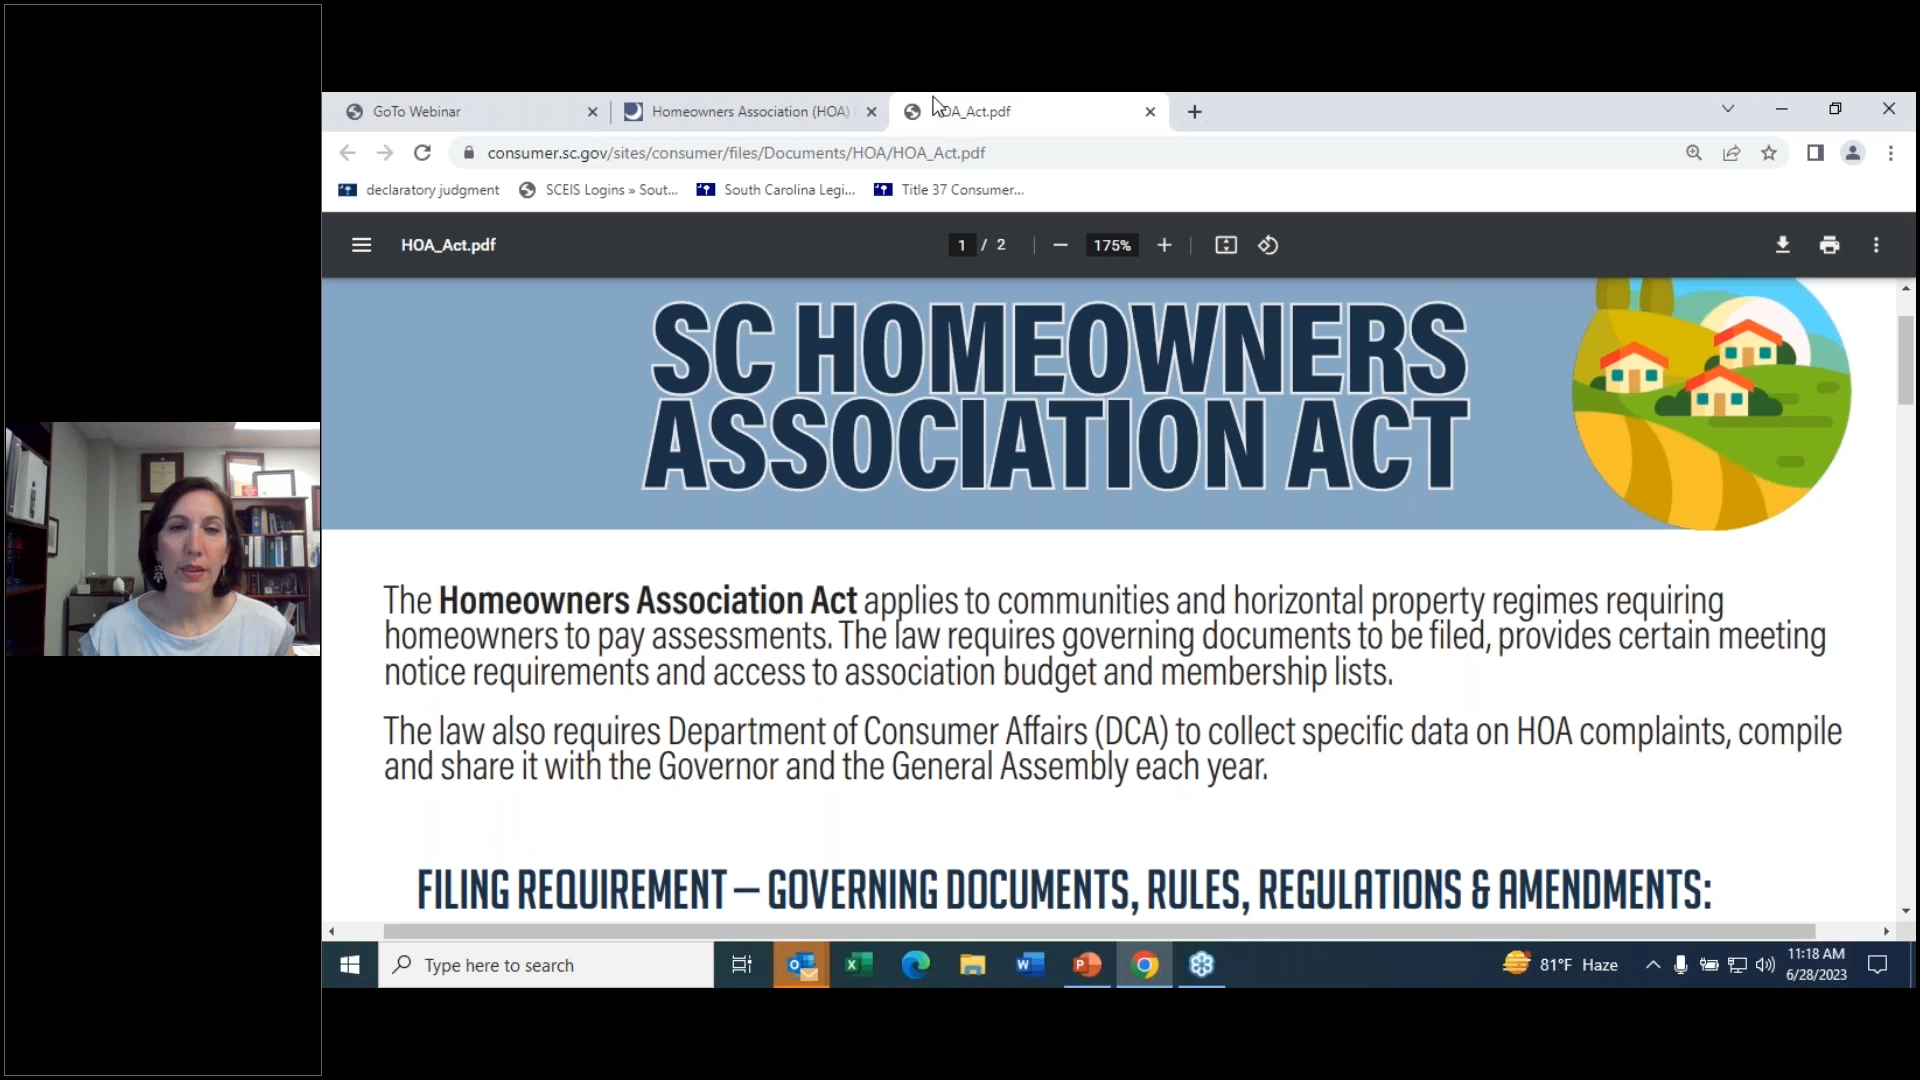 GoTo Webinar
Homeowners Association (HOA)
OA_Act.pdf
consumer.sc.gov/sites/consumer/files/Documents/HOA/HOA_Act.pdf
declaratory judgment
SCEIS Logins » Sout...
South Carolina Legi...
Title 37 Consumer...
HOA_Act.pdf
1 / 2
175%
SC HOMEOWNERS
ASSOCIATION ACT
The Homeowners Association Act applies to communities and horizontal property regimes requiring
homeowners to pay assessments. The law requires governing documents to be filed, provides certain meeting
notice requirements and access to association budget and membership lists.
The law also requires Department of Consumer Affairs (DCA) to collect specific data on HOA complaints, compile
and share it with the Governor and the General Assembly each year.
FILING REQUIREMENT — GOVERNING DOCUMENTS, RULES, REGULATIONS & AMENDMENTS:
Type here to search
81°F Haze
11:18 AM
6/28/2023